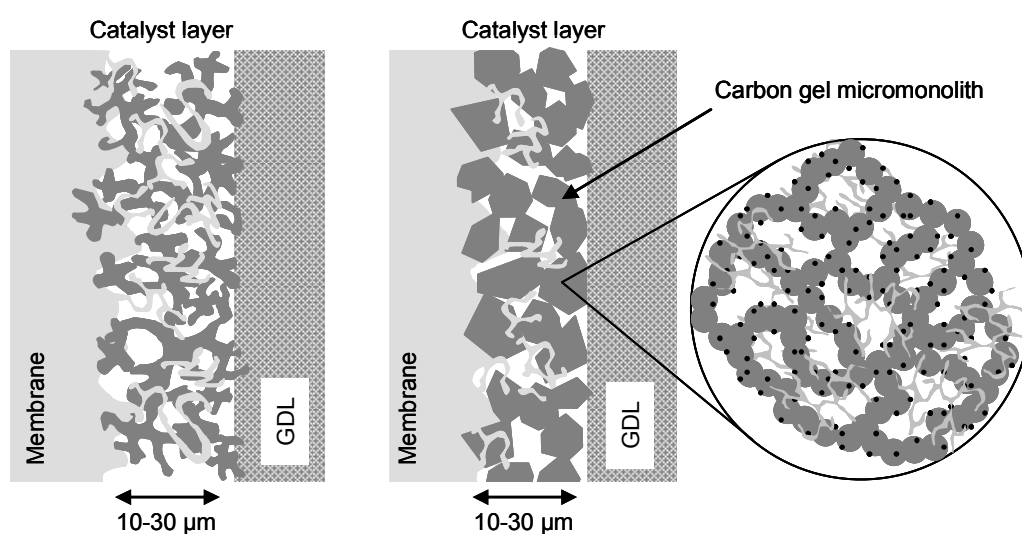 Catalyst layer
Membrane
GDL
10-30 µm
Catalyst layer
Carbon gel micromonolith
Membrane
GDL
10-30 µm